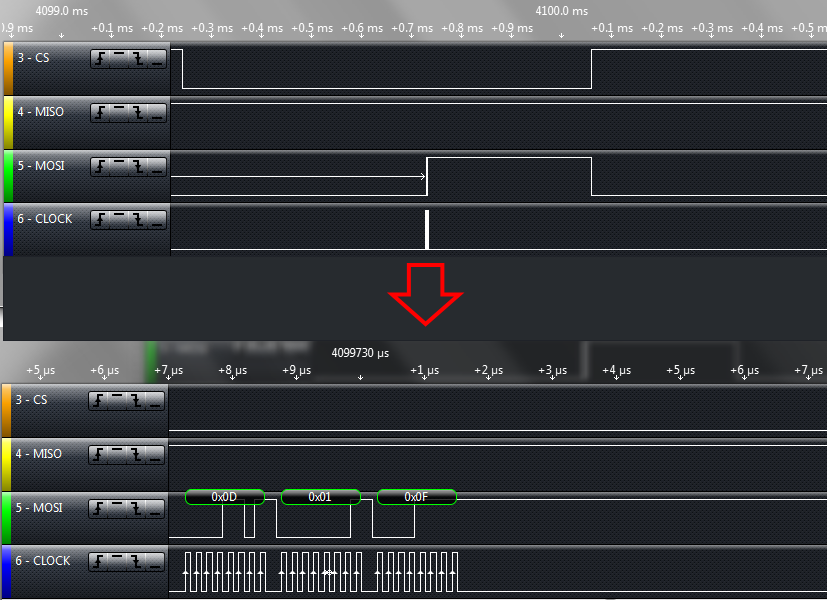 4099.0 ms 4100.0 ms
0.9 ms +0.1 ms +0.2 ms +0.3 ms +0.4 ms +0.5 ms +0.6 ms +0.7 ms +0.8 ms +0.9 ms +0.1 ms +0.2 ms +0.3 ms +0.4 ms +0.5 m
3 - CS
4 - MISO
5 - MOSI
6 - CLOCK
4099730 µs
+5 µs +6 µs +7 µs +8 µs +9 µs +1 µs +2 µs +3 µs +4 µs +5 µs +6 µs +7 µs
3 - CS
4 - MISO
0x0D 0x01 0x0F
5 - MOSI
6 - CLOCK